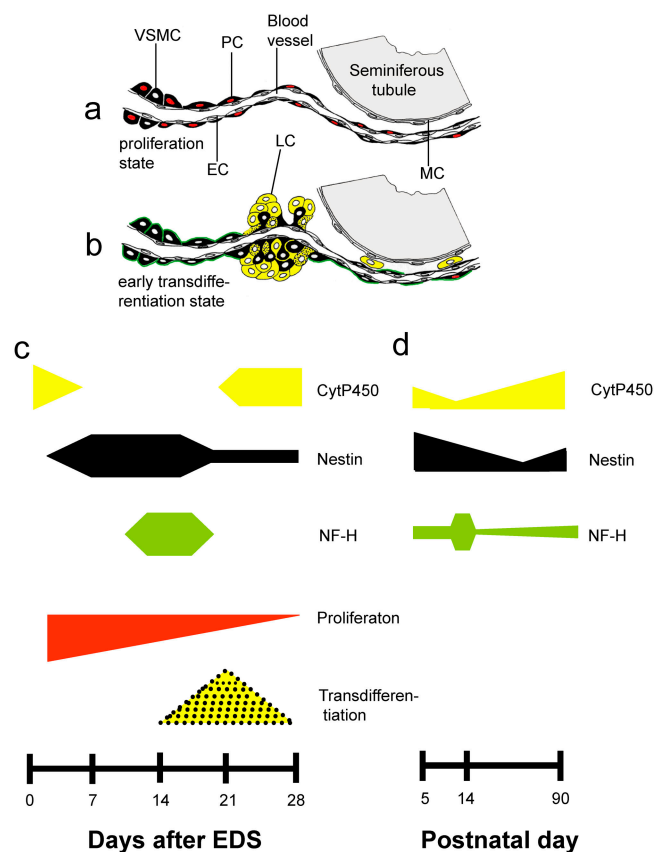 VSMC
PC
Blood
vessel
Seminiferous
tubule
a
proliferation
state
EC
LC
MC
b
early transdiffe-
rentiation state
c
d
CytP450
CytP450
Nestin
Nestin
NF-H
NF-H
Proliferaton
Transdifferen-
tiation
0 7 14 21 28
5 14 90
Days after EDS
Postnatal day